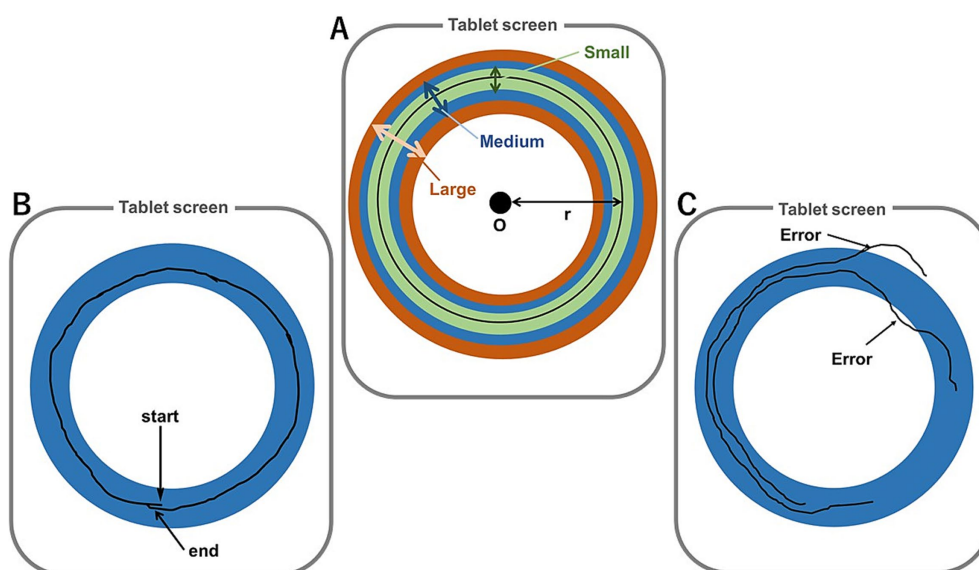 A
Tablet screen
Small
Medium
Large
O
r
B
Tablet screen
start
end
C
Tablet screen
Error
Error